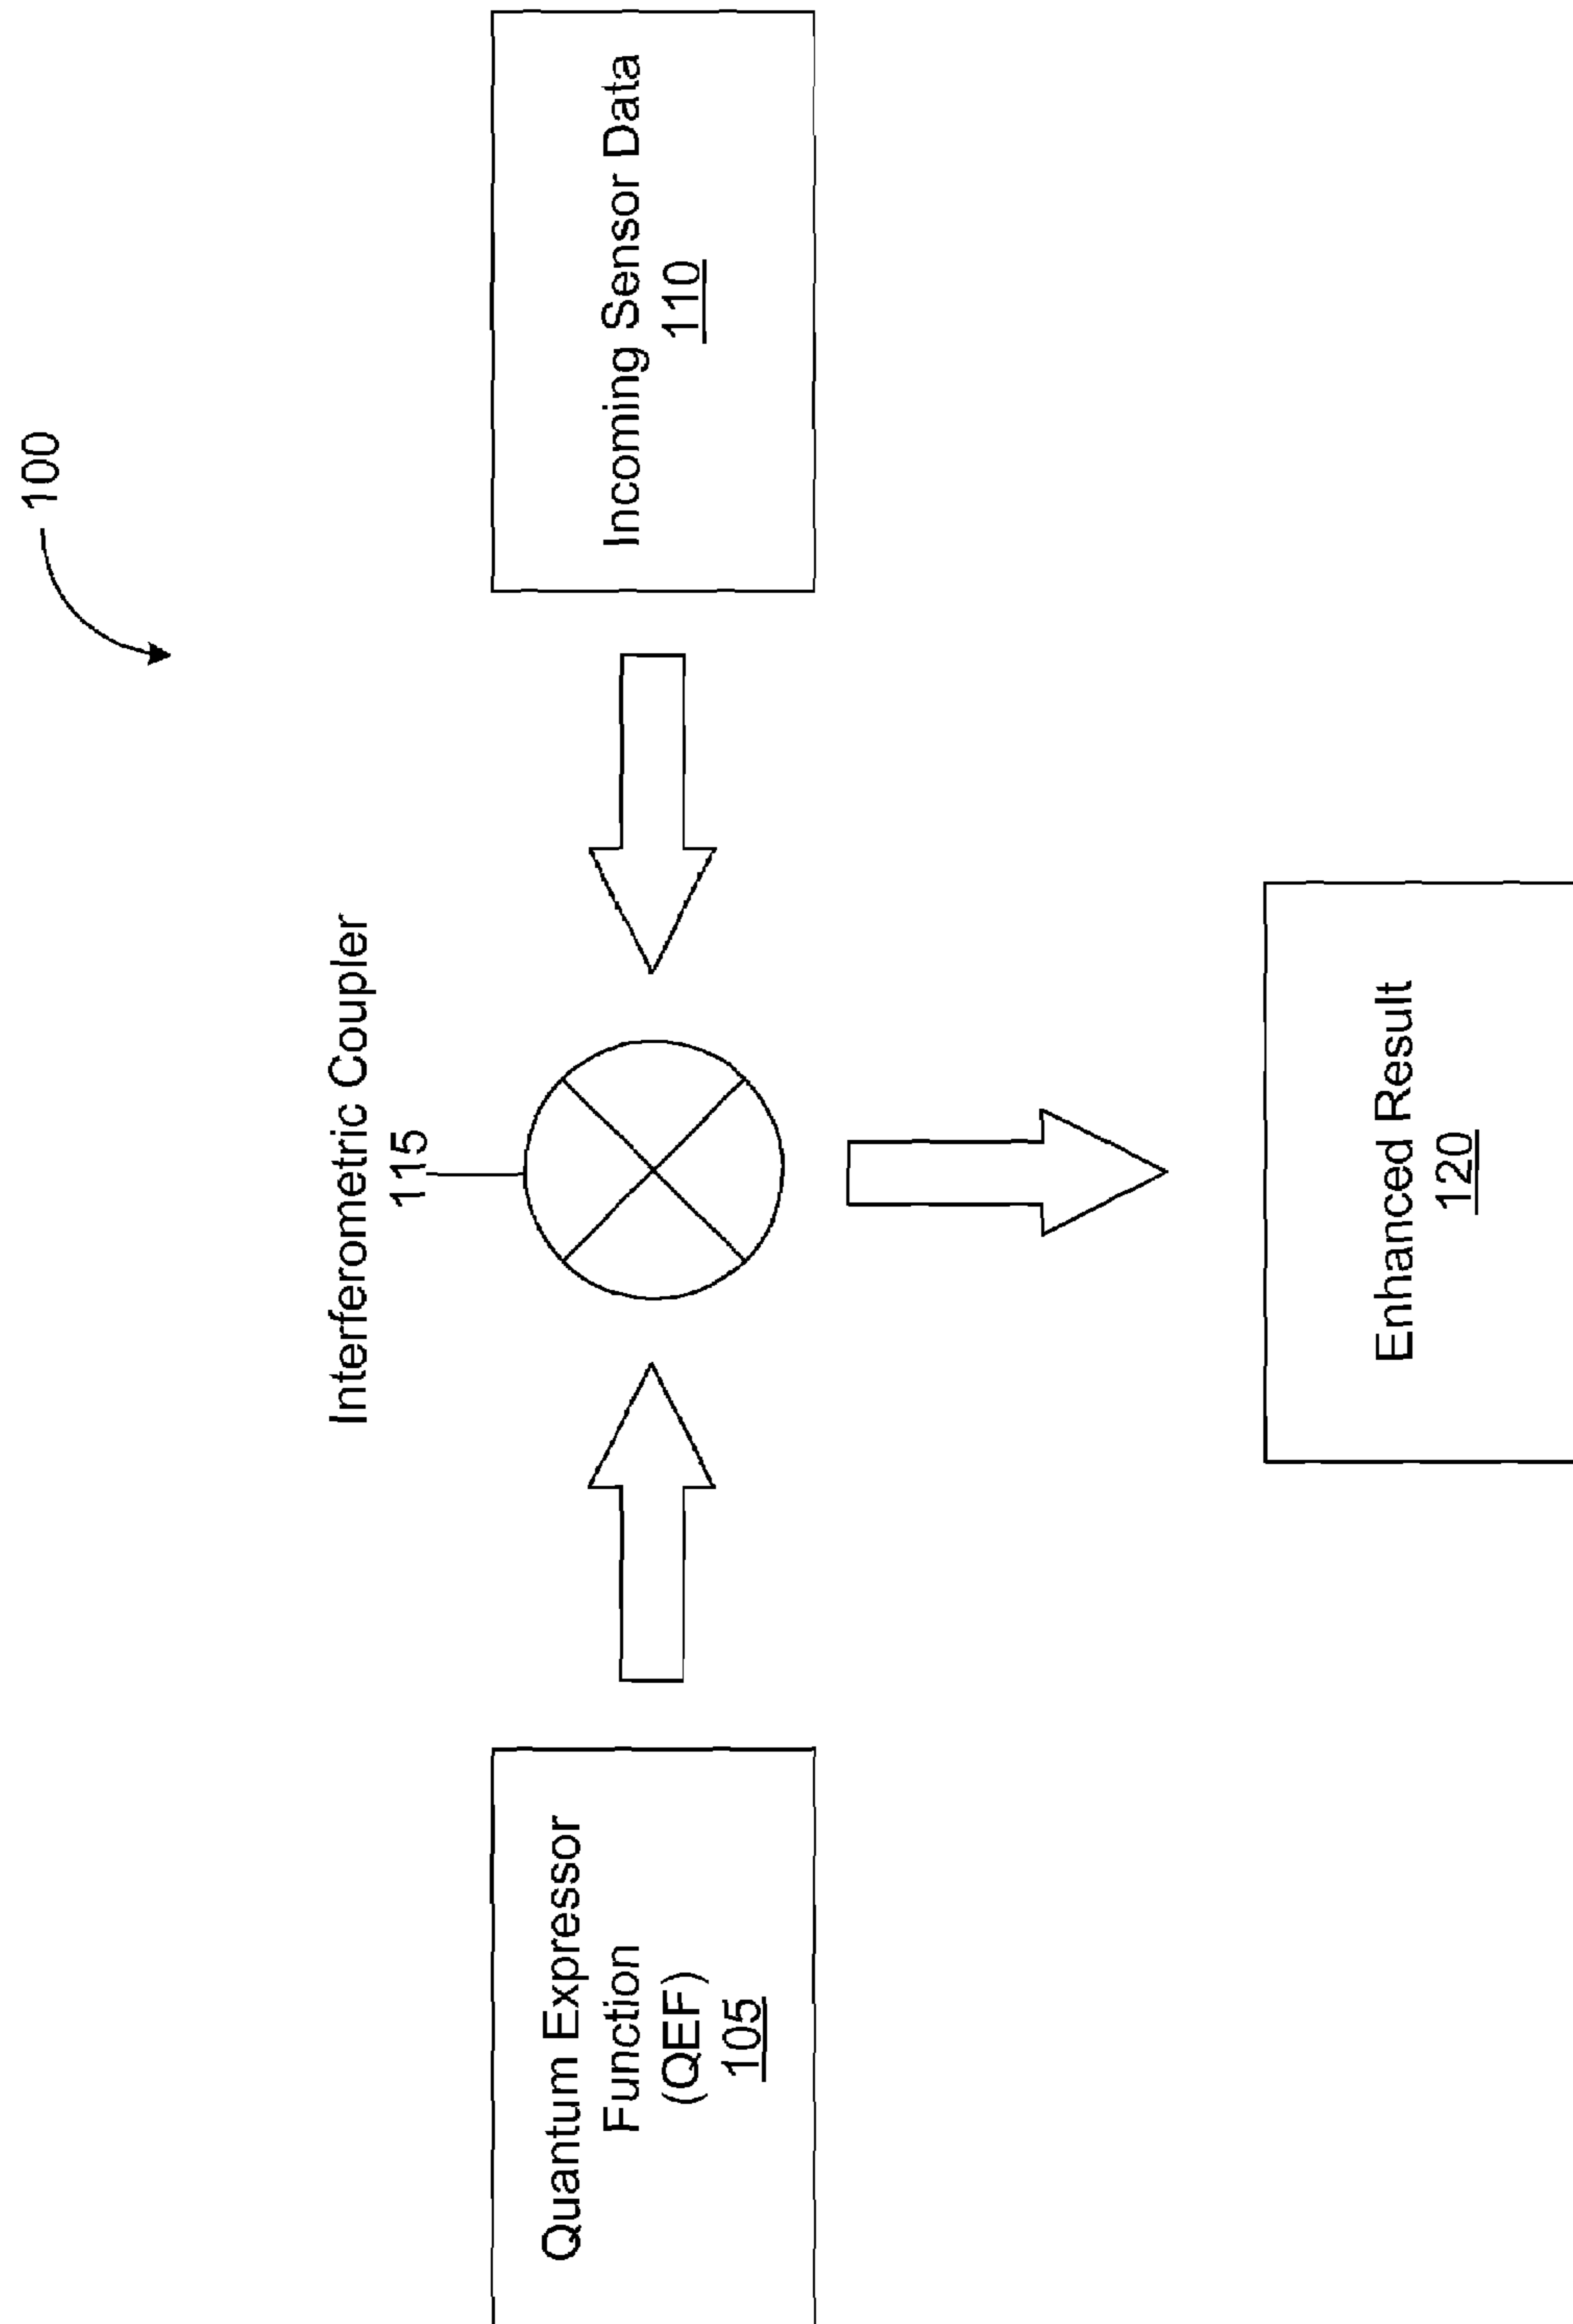 100
Interferometric Coupler
115
Quantum Expressor
Function
(QEF)
105
Incoming Sensor Data
110
Enhanced Result
120